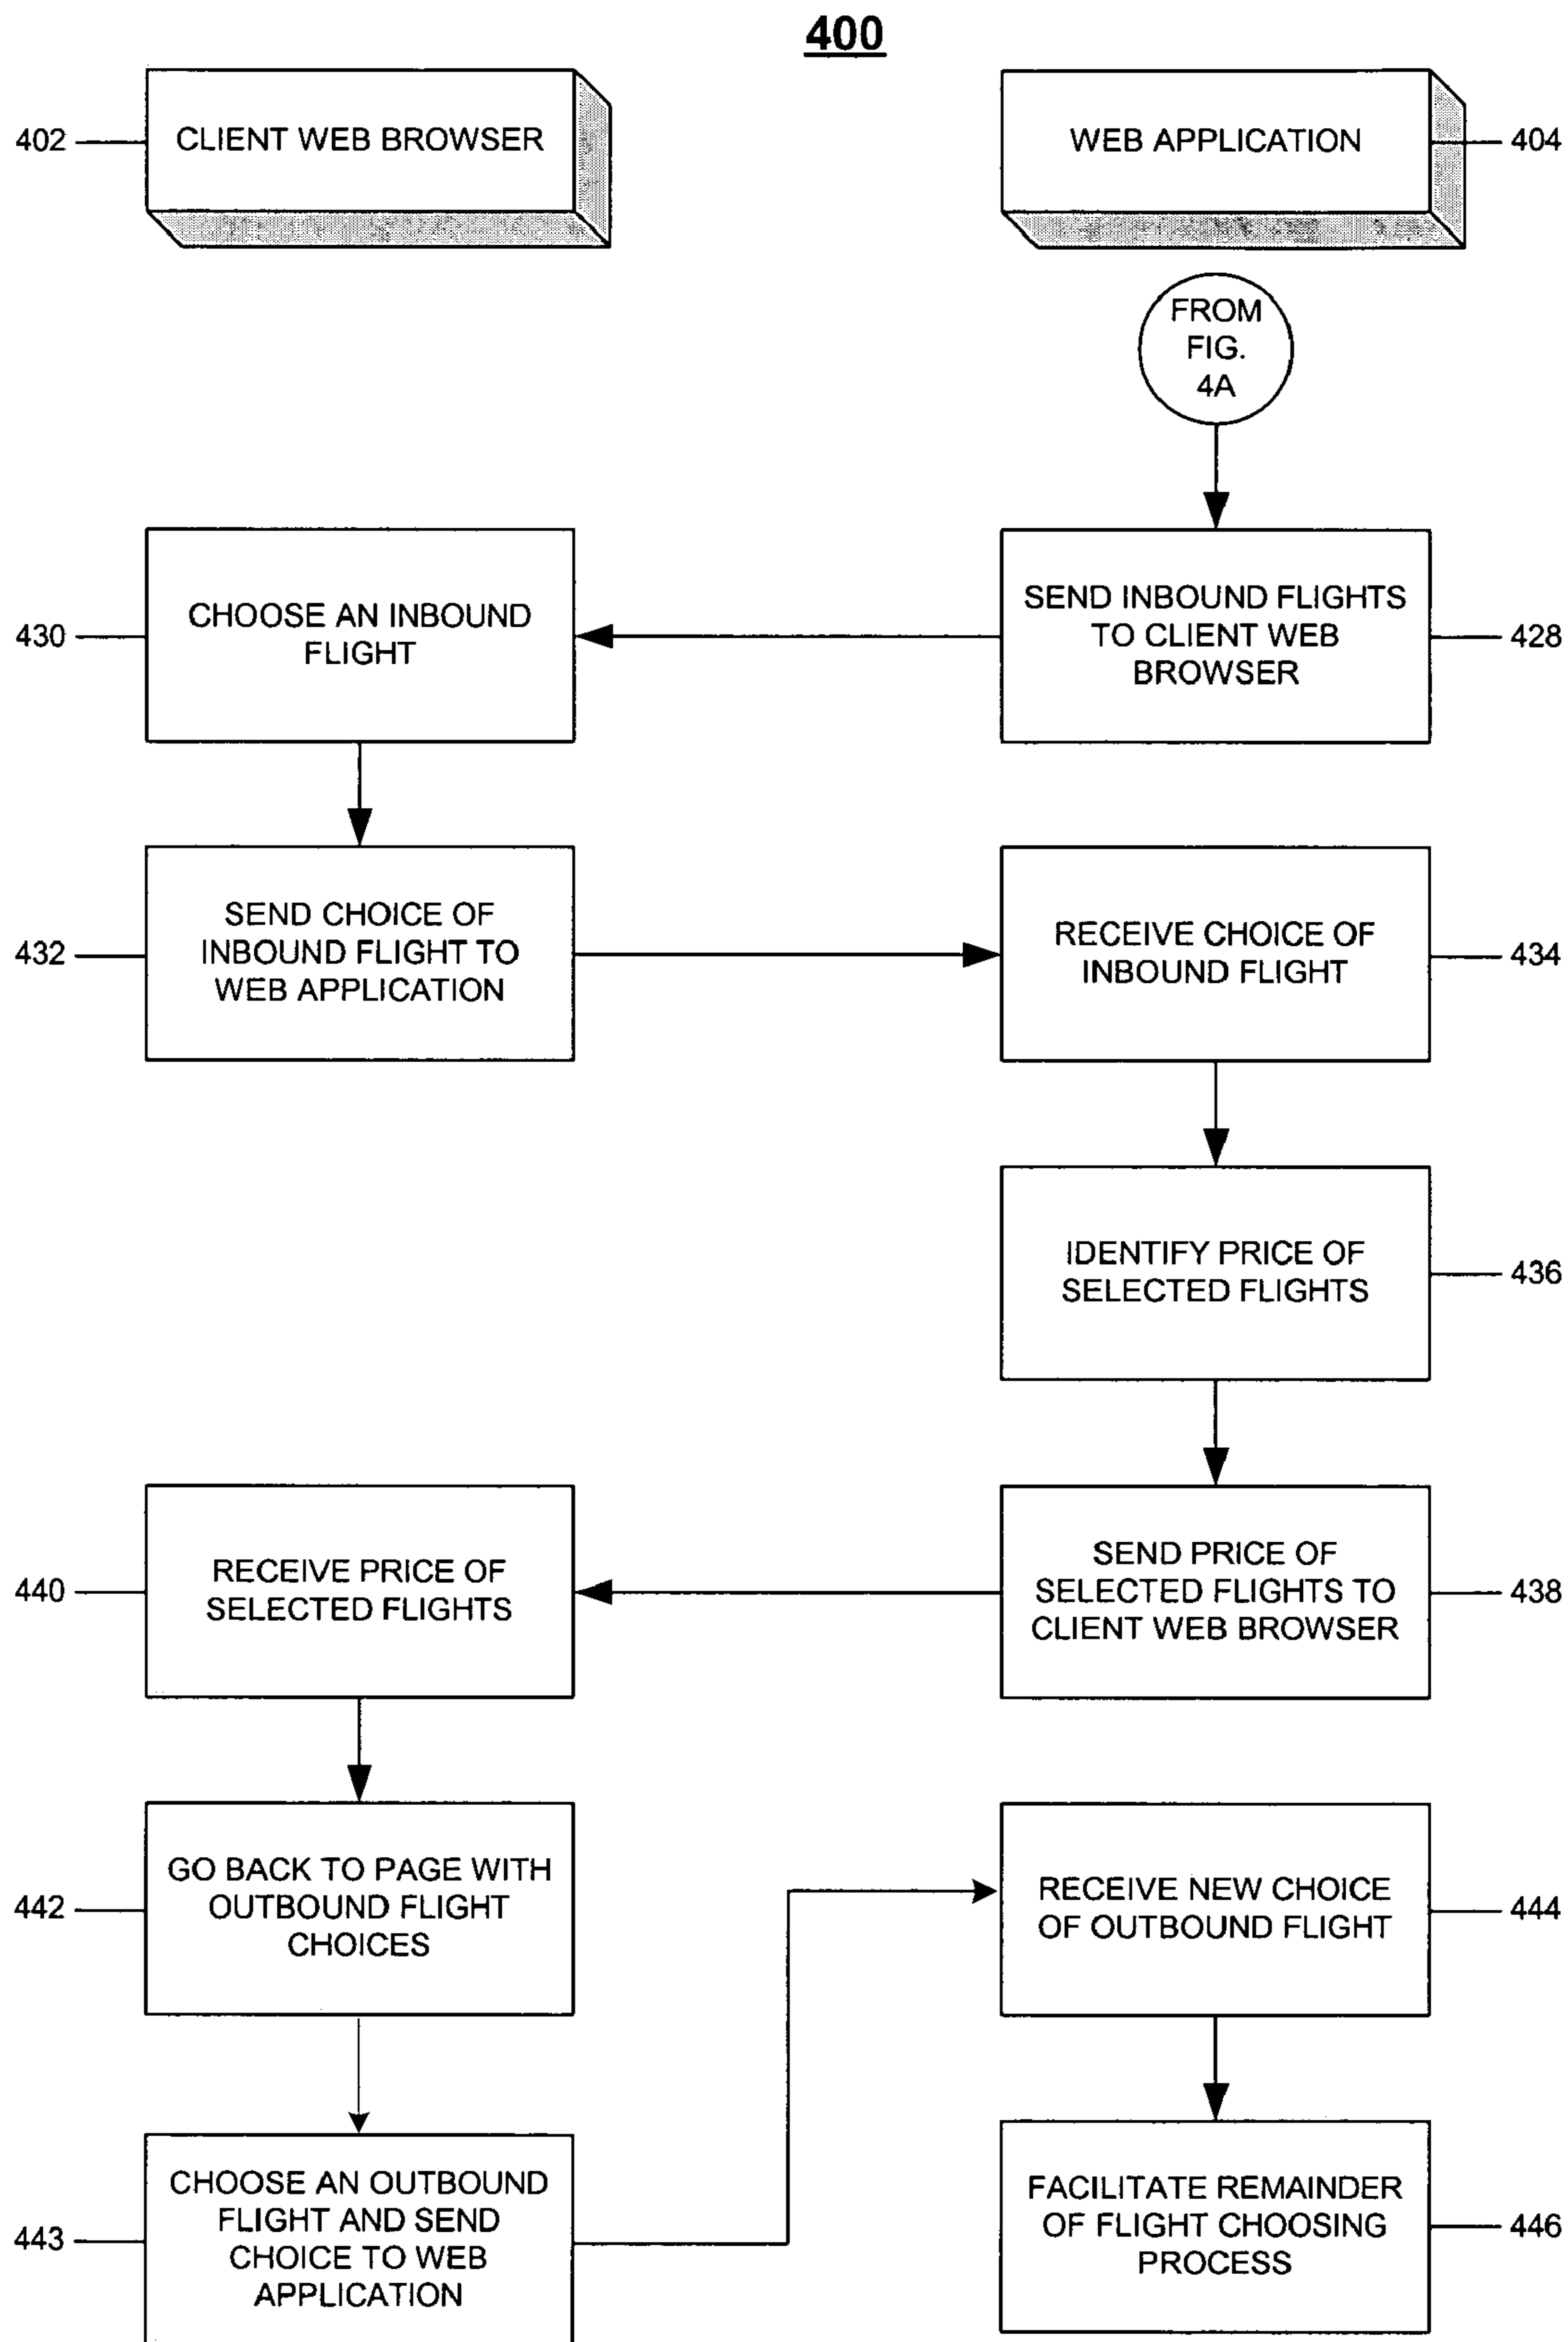 400
402
CLIENT WEB BROWSER
WEB APPLICATION
404
FROM
FIG.
4A
430
CHOOSE AN INBOUND
FLIGHT
SEND INBOUND FLIGHTS
TO CLIENT WEB
BROWSER
428
432
SEND CHOICE OF
INBOUND FLIGHT TO
WEB APPLICATION
RECEIVE CHOICE OF
INBOUND FLIGHT
434
IDENTIFY PRICE OF
SELECTED FLIGHTS
436
440
RECEIVE PRICE OF
SELECTED FLIGHTS
SEND PRICE OF
SELECTED FLIGHTS TO
CLIENT WEB BROWSER
438
442
GO BACK TO PAGE WITH
OUTBOUND FLIGHT
CHOICES
RECEIVE NEW CHOICE
OF OUTBOUND FLIGHT
444
443
CHOOSE AN OUTBOUND
FLIGHT AND SEND
CHOICE TO WEB
APPLICATION
FACILITATE REMAINDER
OF FLIGHT CHOOSING
PROCESS
446